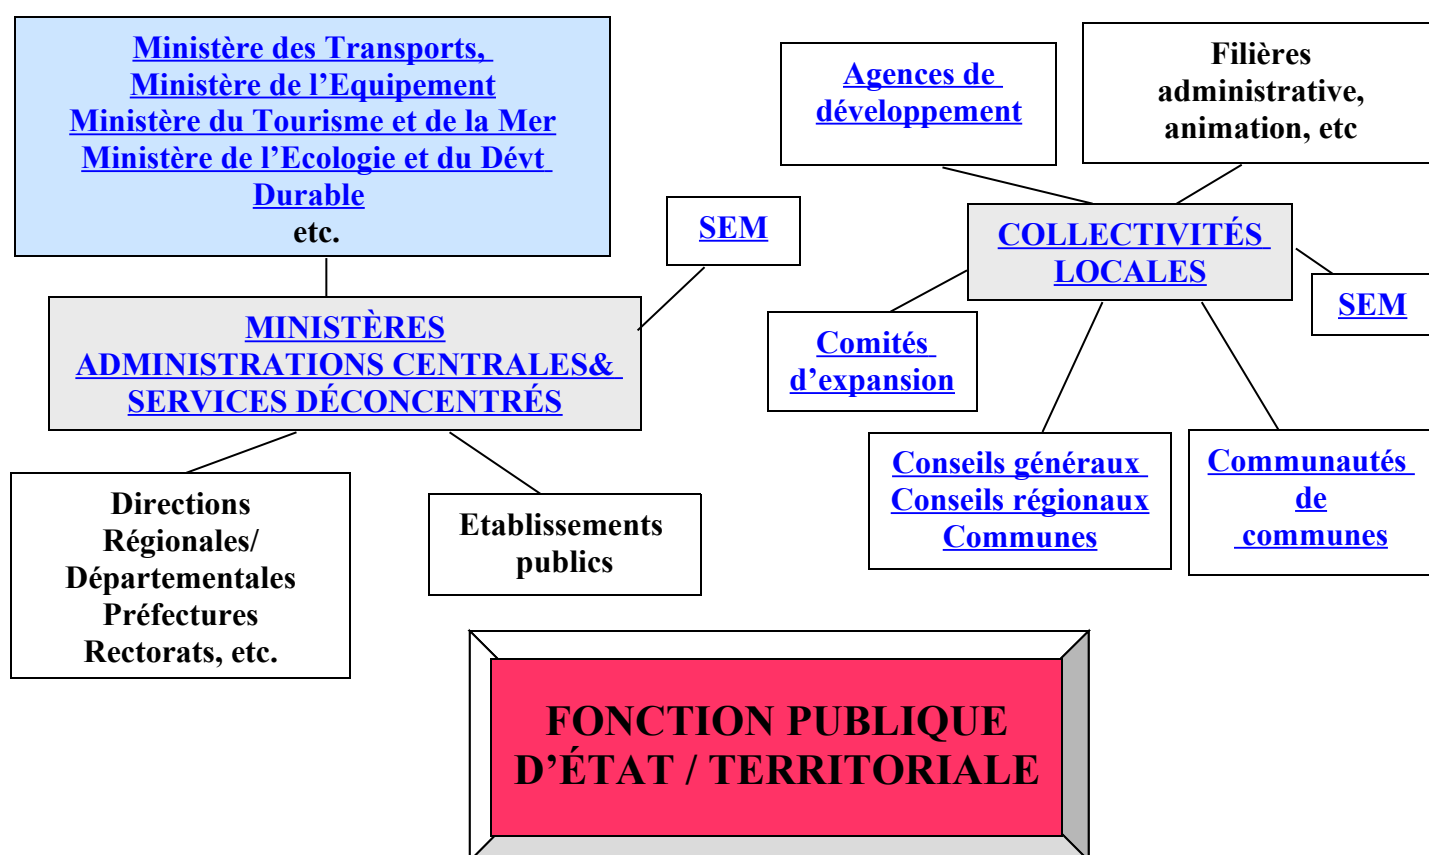 Ministère des Transports,
Ministère de l’Equipement
Ministère du Tourisme et de la Mer
Ministère de l’Ecologie et du Dévt
Durable
etc.
SEM
MINISTÈRES
ADMINISTRATIONS CENTRALES&
SERVICES DÉCONCENTRÉS
Directions
Régionales/
Départementales
Préfectures
Rectorats, etc.
Etablissements
publics
Agences de
développement
Filières
administrative,
animation, etc
COLLECTIVITÉS
LOCALES
SEM
Comités
d’expansion
Conseils généraux
Conseils régionaux
Communes
Communautés
de
communes
FONCTION PUBLIQUE
D’ÉTAT / TERRITORIALE